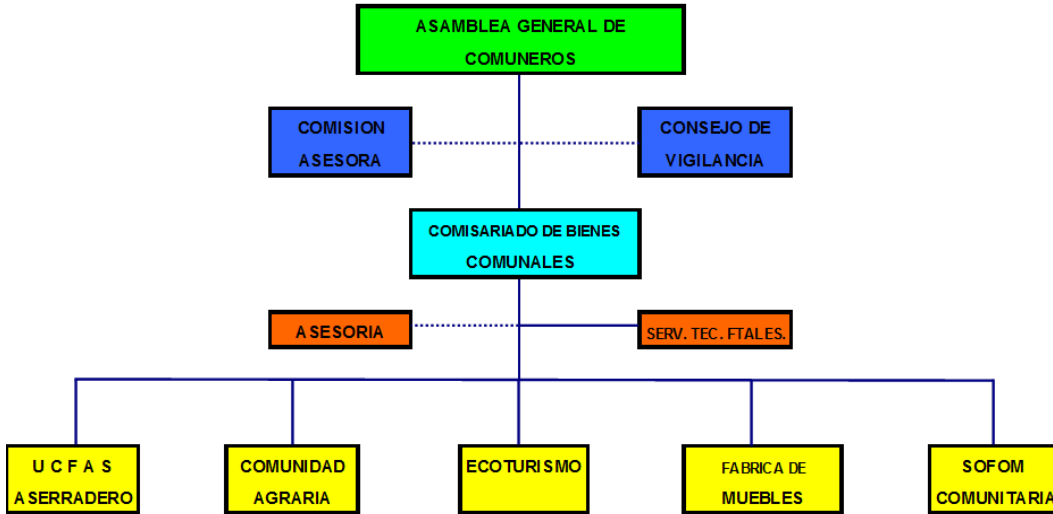 ASAMBLEA GENERAL DE
COMUNEROS
COMISION
ASESORA
CONSEJO DE
VIGILANCIA
COMISARIADO DE BIENES
COMUNALES
ASESORIA
SERV. TEC. FTALES.
U C F A S
ASERRADERO
COMUNIDAD
AGRARIA
ECOTURISMO
FABRICA DE
MUEBLES
SOFOM
COMUNITARIA